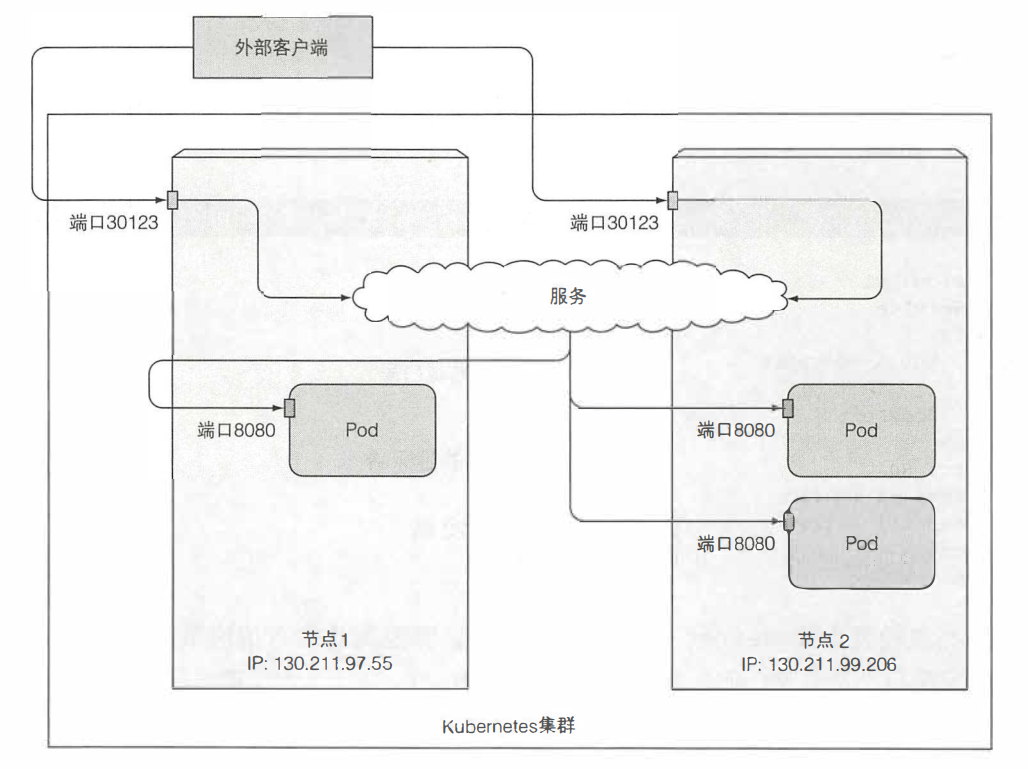 外部客户端
端口30123
端口30123
服务
端口8080
Pod
端口8080
Pod
端口8080
Pod
节点1
IP: 130.211.97.55
节点 2
IP: 130.211.99.206
Kubernetes集群